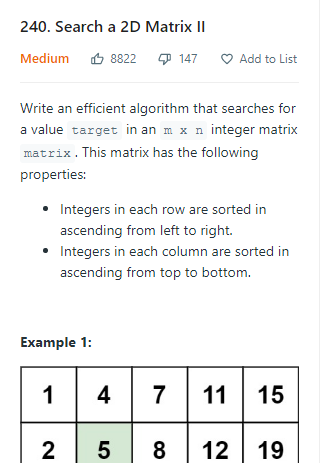 240. Search a 2D Matrix II
Medium 8822 147 Add to List
Write an efficient algorithm that searches for
a value target in an m x n integer matrix
matrix. This matrix has the following
properties:
• Integers in each row are sorted in
ascending from left to right.
• Integers in each column are sorted in
ascending from top to bottom.
Example 1:
1 4 7 11 15
2 5 8 12 19